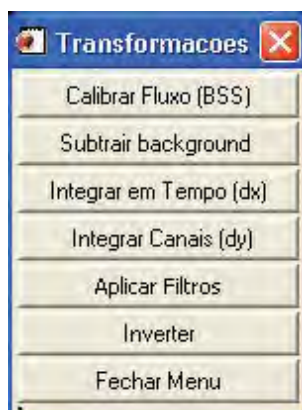 Transformacoes
Calibrar Fluxo (BSS)
Subtrair background
Integrar em Tempo (dx)
Integrar Canais (dy)
Aplicar Filtros
Inverter
Fechar Menu